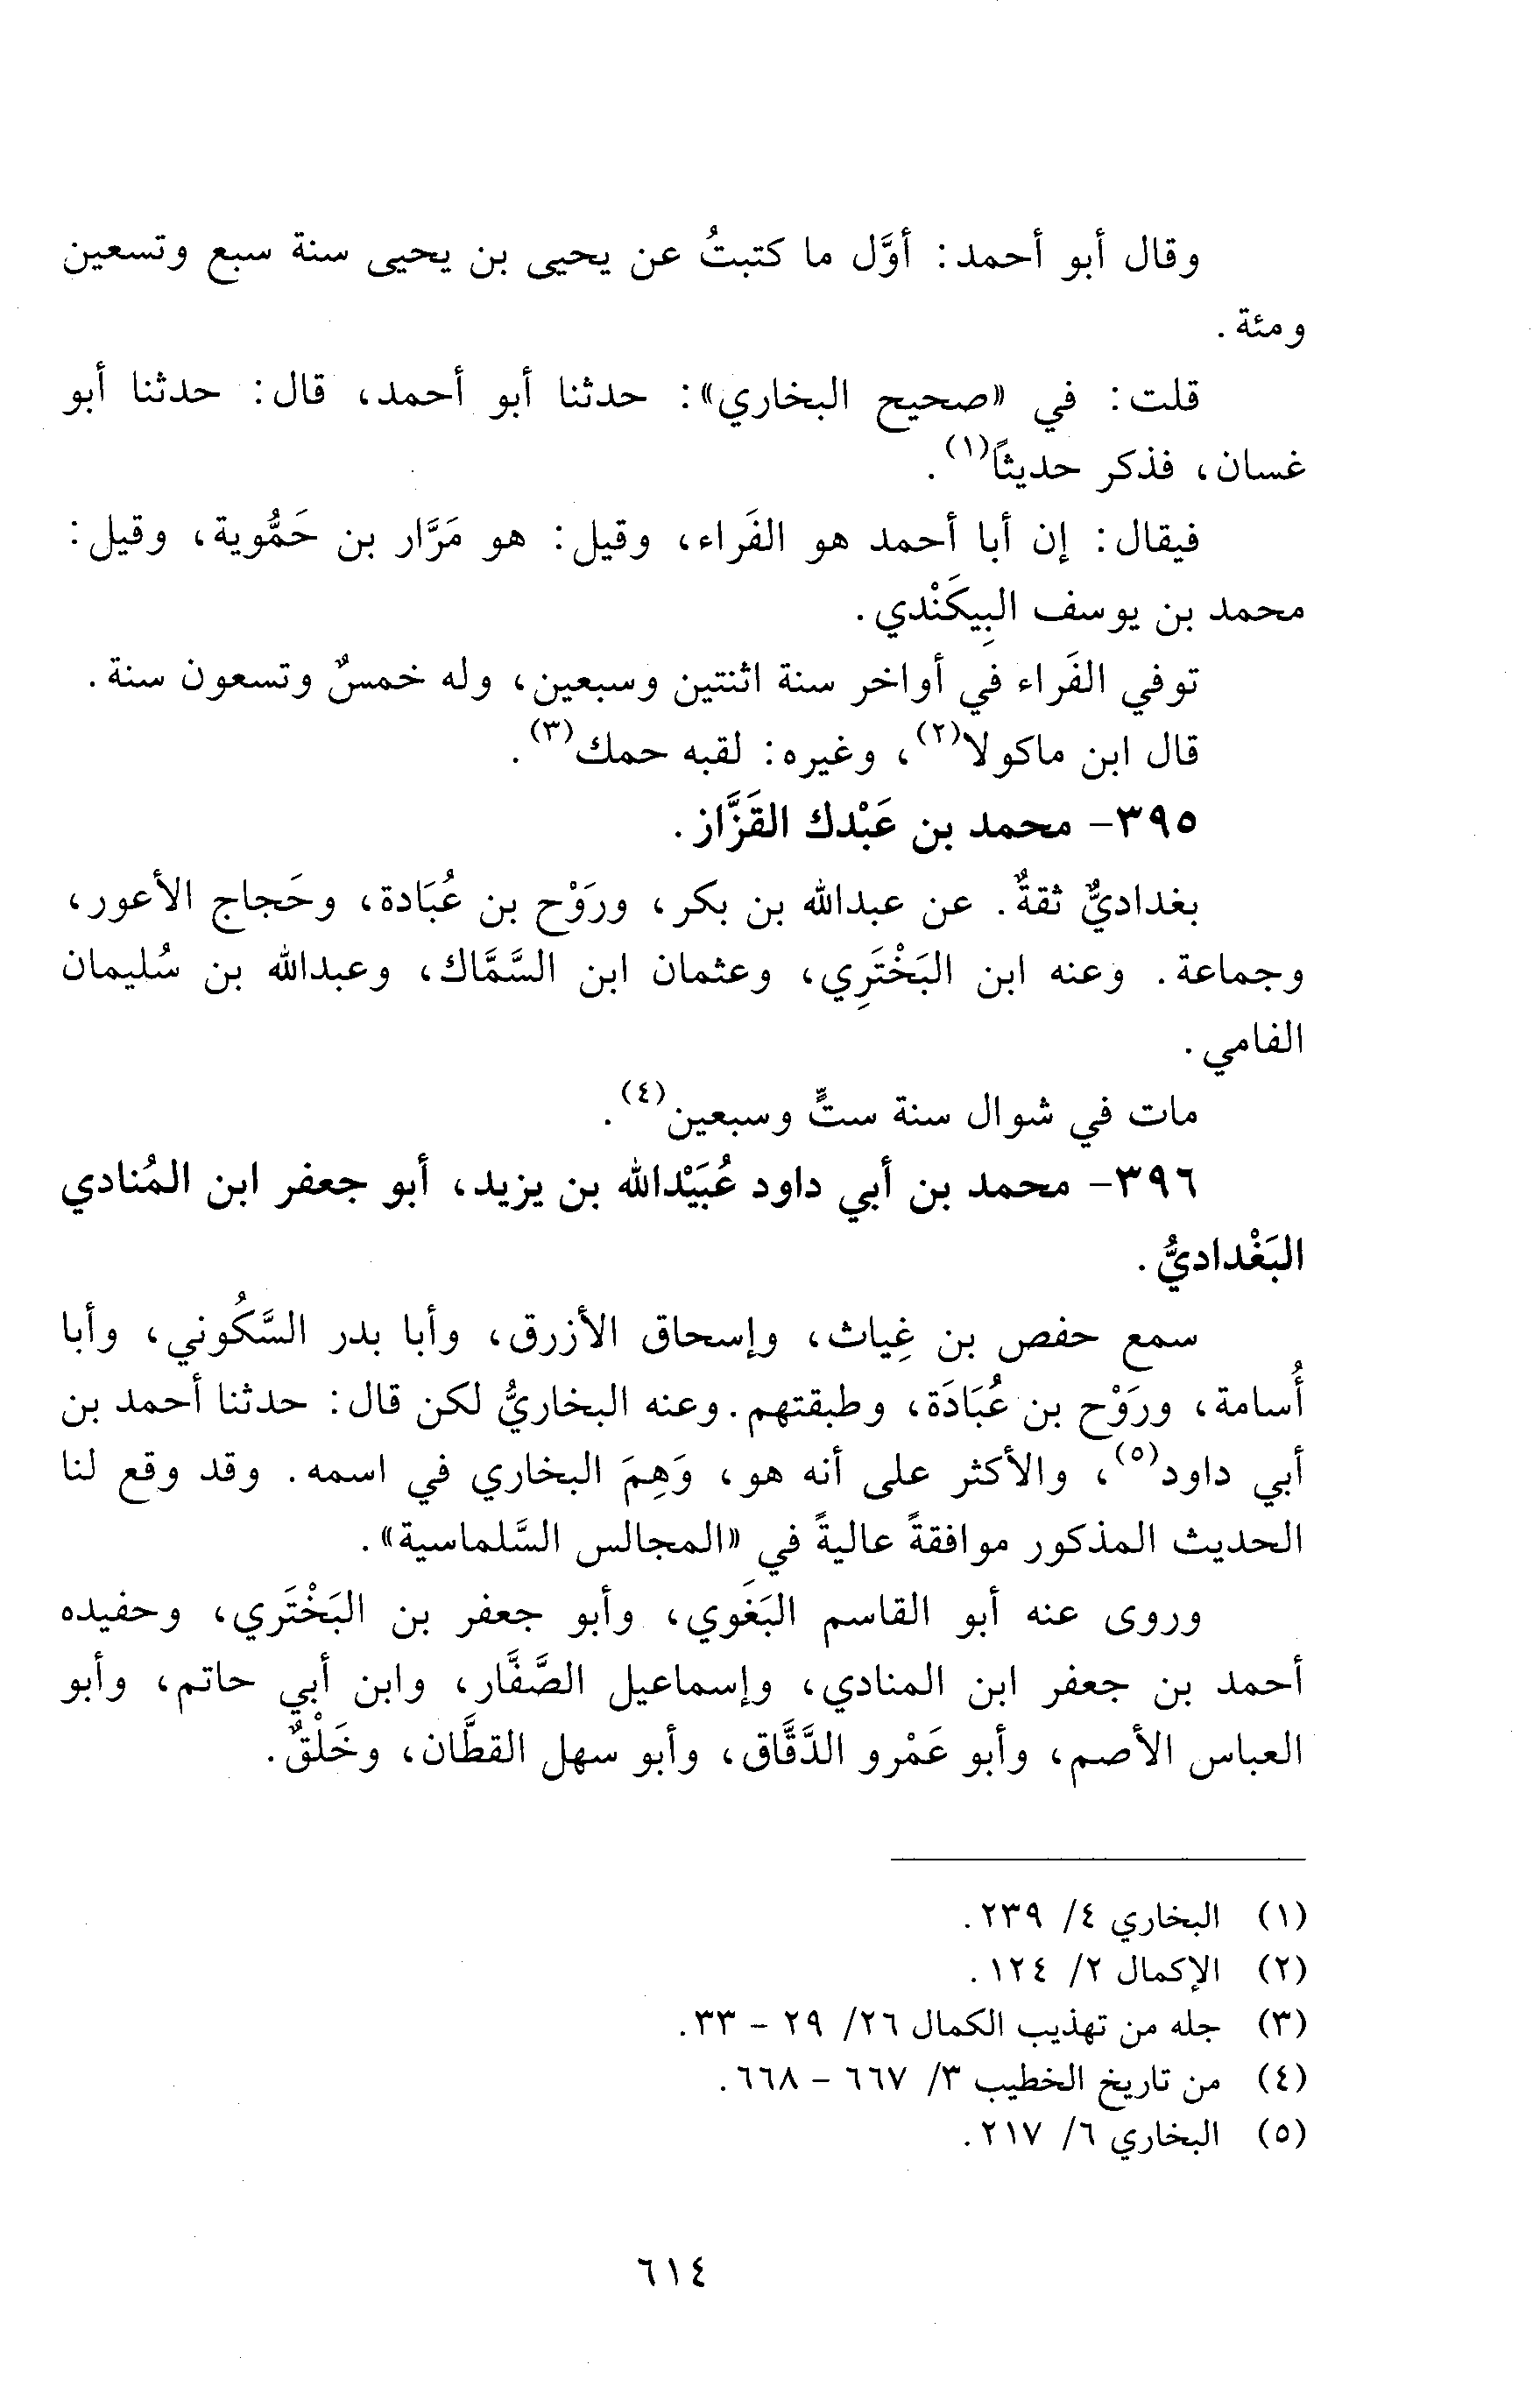 وقال أبو أحمد: أوَّل ما كتبتُ عن يحيى بن يحيى سنة سبع وتسعين
ومئة.
قلت: في «صحيح البخاري»: حدثنا أبو أحمد، قال: حدثنا أبو
غسان، فذكر حديثاً(١).
فيقال: إن أبا أحمد هو الفَراء، وقيل: هو مَرَّار بن حَمُّوية، وقيل:
محمد بن يوسف البِيكَنْدي.
توفي الفَراء في أواخر سنة اثنتين وسبعين، وله خمسٌ وتسعون سنة.
قال ابن ماكولا(٢)، وغيره: لقبه حمك(٣).
٣٩٥- محمد بن عَبْدك القَزَّاز.
بغداديٌّ ثقةٌ. عن عبدالله بن بكر، ورَوْح بن عُبَادة، وحَجاج الأعور،
وجماعة. وعنه ابن البَخْتَرِي، وعثمان ابن السَّمَّاك، وعبدالله بن سُليمان
الفامي.
مات في شوال سنة ستٍّ وسبعين(٤).
٣٩٦- محمد بن أبي داود عُبَيْدالله بن يزيد، أبو جعفر ابن المُنادي
البَغْداديُّ.
سمع حفص بن غِياث، وإسحاق الأزرق، وأبا بدر السَّكُوني، وأبا
أُسامة، ورَوْح بن عُبَادَة، وطبقتهم. وعنه البخاريُّ لكن قال: حدثنا أحمد بن
أبي داود(٥)، والأكثر على أنه هو، وَهِمَ البخاري في اسمه. وقد وقع لنا
الحديث المذكور موافقةً عاليةً في «المجالس السَّلماسية».
وروى عنه أبو القاسم البَغَوي، وأبو جعفر بن البَخْتَري، وحفيده
أحمد بن جعفر ابن المنادي، وإسماعيل الصَّفَّار، وابن أبي حاتم، وأبو
العباس الأصم، وأبو عَمْرو الدَّقَّاق، وأبو سهل القطَّان، وخَلْقٌ.
(١) البخاري ٤/ ٢٣٩.
(٢) الإكمال ٢/ ١٢٤.
(٣) جله من تهذيب الكمال ٢٦/ ٢٩ - ٣٣.
(٤) من تاريخ الخطيب ٣/ ٦٦٧ - ٦٦٨.
(٥) البخاري ٦/ ٢١٧.
٦١٤